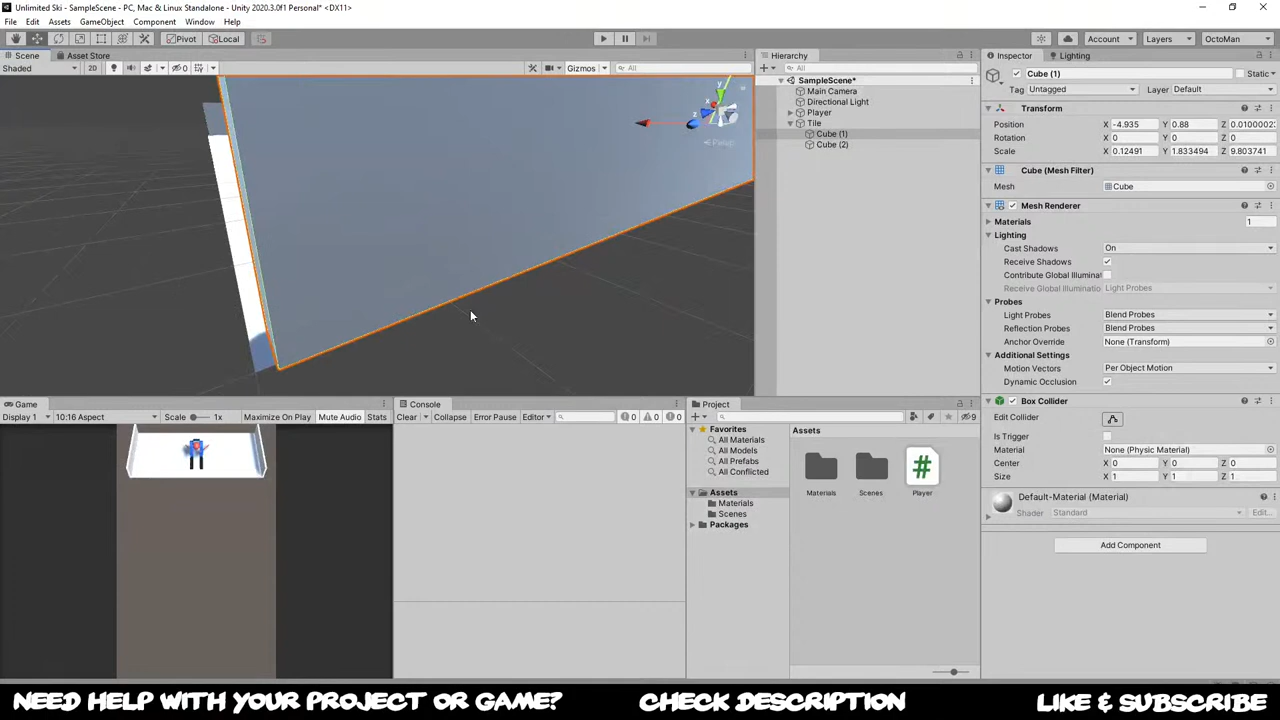 Unlimited Ski - SampleScene - PC, Mac & Linux Standalone - Unity 2020.3.0f1 Personal* <DX11>
File Edit Assets GameObject Component Window Help
Pivot Local Account Layers OctoMan
Scene Asset Store
Shaded 2D 0 Gizmos All
y x z
Persp
Hierarchy
All
SampleScene*
Main Camera
Directional Light
Player
Tile
Cube (1)
Cube (2)
Inspector Lighting
Cube (1) Static
Tag Untagged Layer Default
Transform
Position X -4.935 Y 0.88 Z 0.0100002
Rotation X 0 Y 0 Z 0
Scale X 0.12491 Y 1.833494 Z 9.803741
Cube (Mesh Filter)
Mesh Cube
Mesh Renderer
Materials 1
Lighting
Cast Shadows On
Receive Shadows
Contribute Global Illuminat
Receive Global Illuminatio Light Probes
Probes
Light Probes Blend Probes
Reflection Probes Blend Probes
Anchor Override None (Transform)
Additional Settings
Motion Vectors Per Object Motion
Dynamic Occlusion
Box Collider
Edit Collider
Is Trigger
Material None (Physic Material)
Center X 0 Y 0 Z 0
Size X 1 Y 1 Z 1
Default-Material (Material)
Shader Standard Edit...
Add Component
Game
Display 1 10:16 Aspect Scale 1x Maximize On Play Mute Audio Stats
Console
Clear Collapse Error Pause Editor 0 0 0
Project
9
Favorites
All Materials
All Models
All Prefabs
All Conflicted
Assets
Materials
Scenes
Packages
Assets
Materials Scenes Player
NEED HELP WITH YOUR PROJECT OR GAME? CHECK DESCRIPTION LIKE & SUBSCRIBE